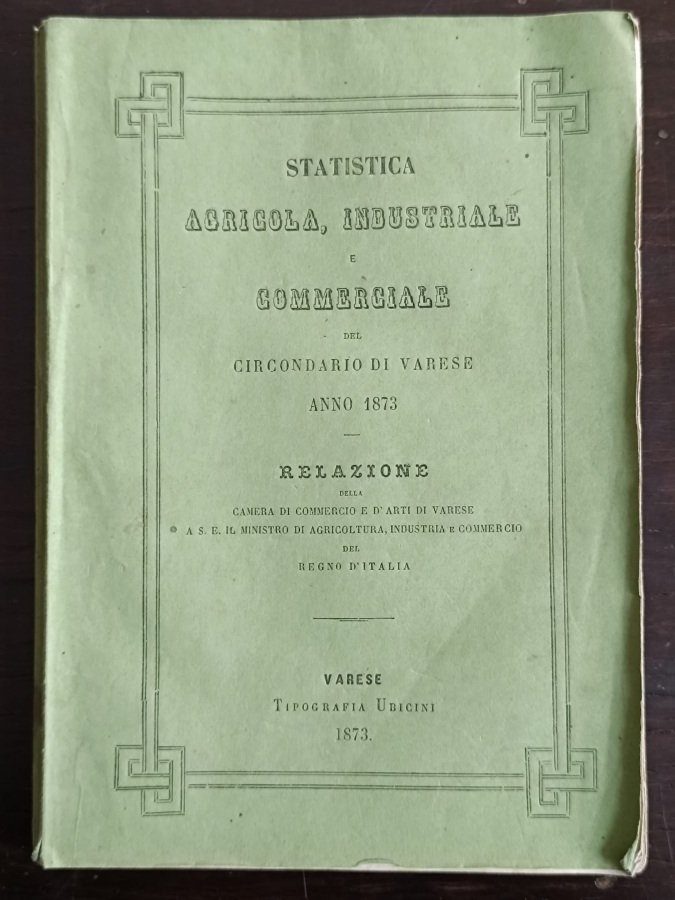 STATISTICA
AGRICOLA, INDUSTRIALE
E
COMMERCIALE
DEL
CIRCONDARIO DI VARESE
ANNO 1873
RELAZIONE
DELLA
CAMERA DI COMMERCIO E D'ARTI DI VARESE
A S. E. IL MINISTRO DI AGRICOLTURA, INDUSTRIA E COMMERCIO
DEL
REGNO D'ITALIA
VARESE
TIPOGRAFIA UBICINI
1873.